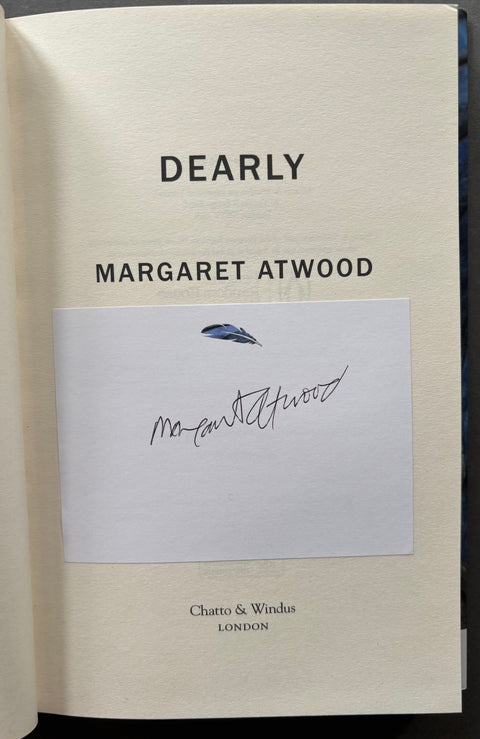 DEARLY
MARGARET ATWOOD
Margaret Atwood
Chatto & Windus
LONDON